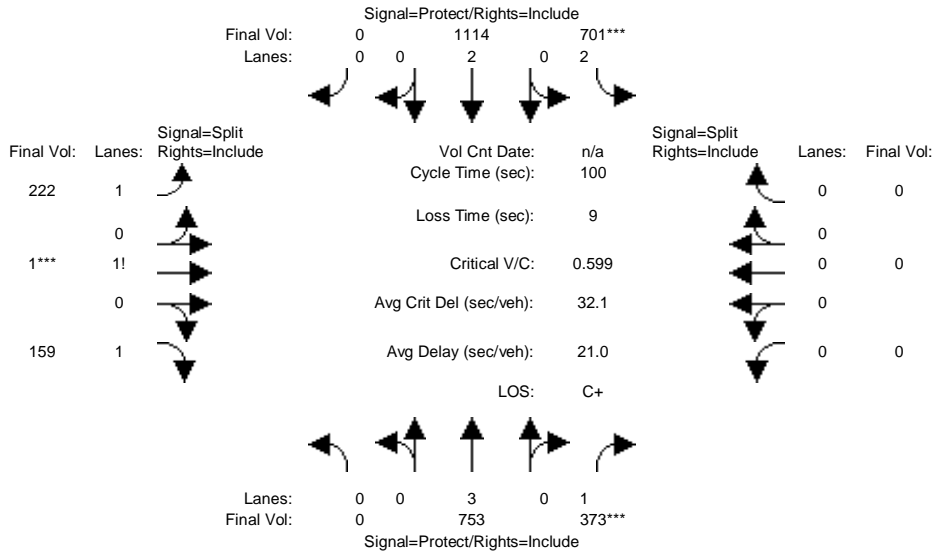 Signal=Protect/Rights=Include
Final Vol: 0 1114 701***
Lanes: 0 0 2 0 2
Signal=Split
Final Vol: Lanes: Rights=Include
Vol Cnt Date: n/a
Signal=Split
Rights=Include Lanes: Final Vol:
Cycle Time (sec): 100
222 1
0 0
Loss Time (sec): 9
0
0
1*** 1!
Critical V/C: 0.599
0 0
0
Avg Crit Del (sec/veh): 32.1
0
159 1
Avg Delay (sec/veh): 21.0
0 0
LOS: C+
Lanes: 0 0 3 0 1
Final Vol: 0 753 373***
Signal=Protect/Rights=Include